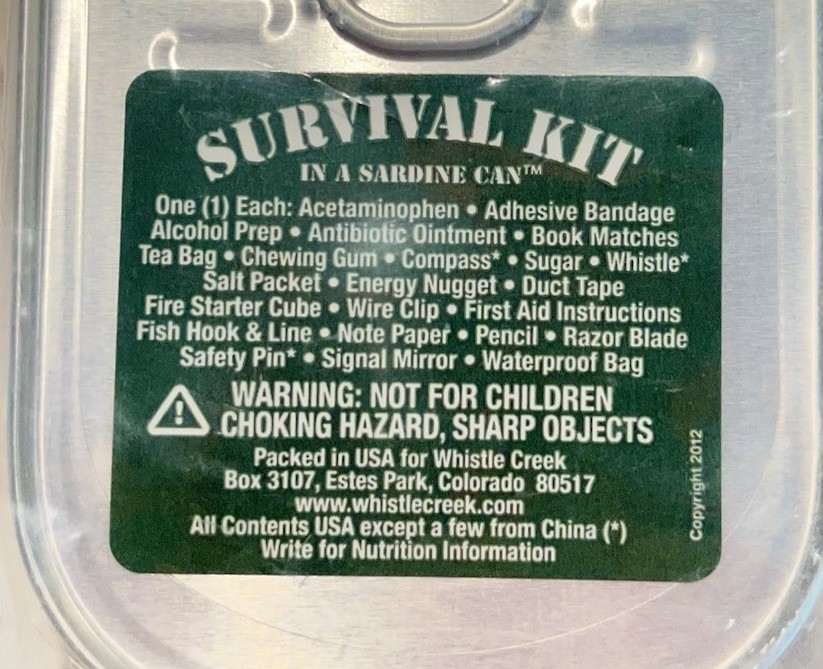 SURVIVAL KIT
IN A SARDINE CAN™
One (1) Each: Acetaminophen • Adhesive Bandage
Alcohol Prep • Antibiotic Ointment • Book Matches
Tea Bag • Chewing Gum • Compass* • Sugar • Whistle*
Salt Packet • Energy Nugget • Duct Tape
Fire Starter Cube • Wire Clip • First Aid Instructions
Fish Hook & Line • Note Paper • Pencil • Razor Blade
Safety Pin* • Signal Mirror • Waterproof Bag
WARNING: NOT FOR CHILDREN
CHOKING HAZARD, SHARP OBJECTS
Packed in USA for Whistle Creek
Box 3107, Estes Park, Colorado 80517
www.whistlecreek.com
All Contents USA except a few from China (*)
Write for Nutrition Information
Copyright 2012